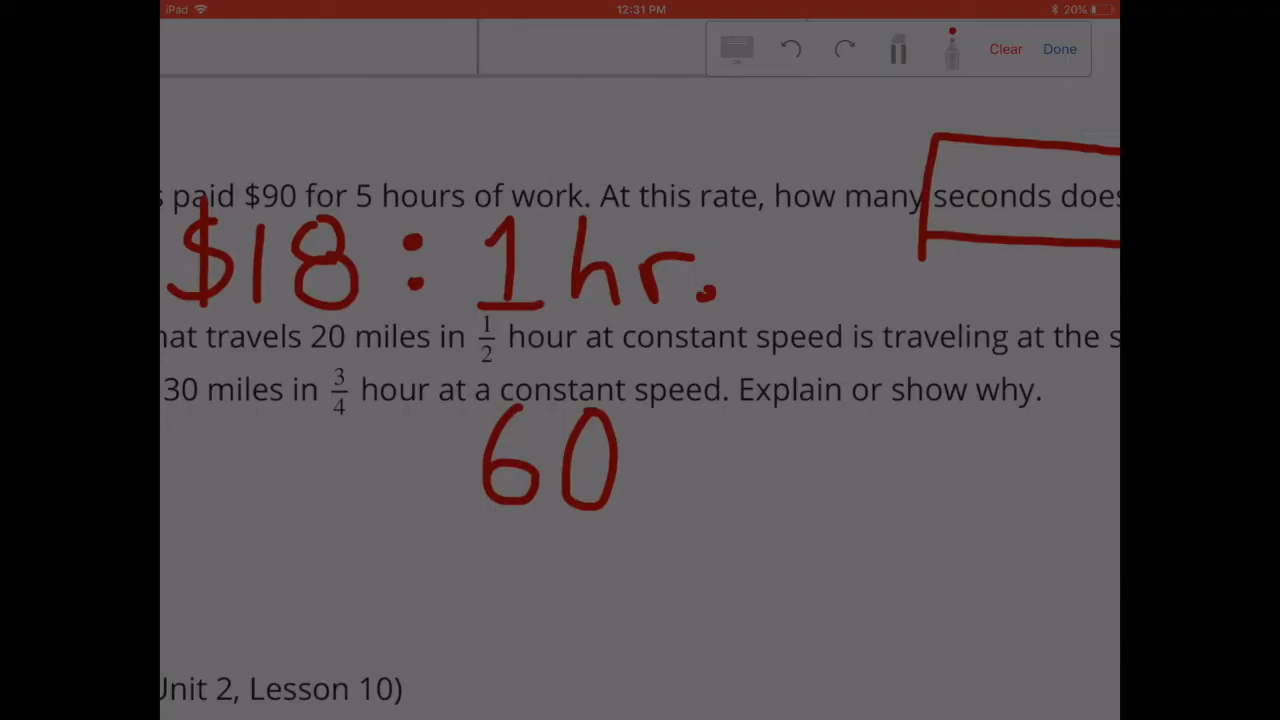 iPad 12:31 PM 20%
Clear Done
paid $90 for 5 hours of work. At this rate, how many seconds does
$18 : 1 hr.
travels 20 miles in 1/2 hour at constant speed is traveling at the
30 miles in 3/4 hour at a constant speed. Explain or show why.
60
Unit 2, Lesson 10)